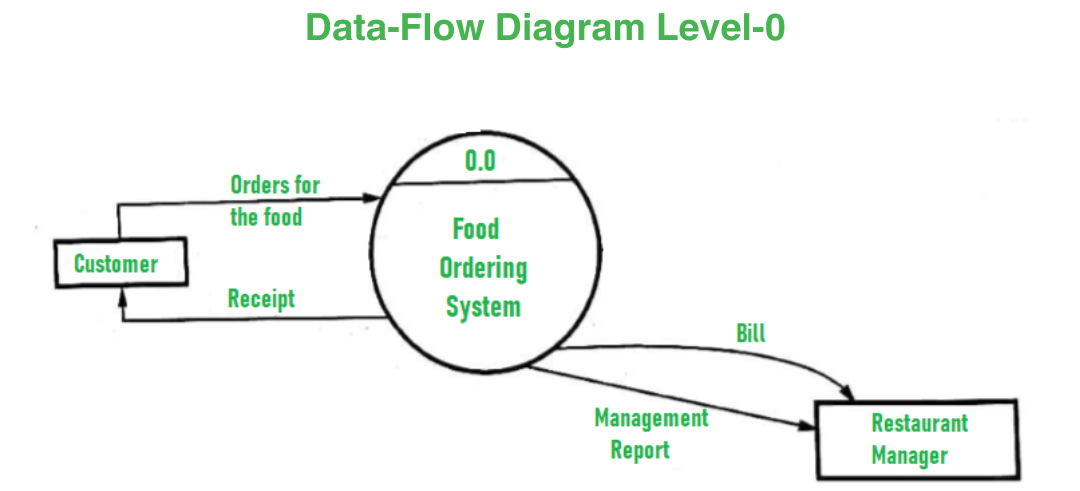 Data-Flow Diagram Level-0
0.0
Orders for
the food
Food
Ordering
System
Customer
Receipt
Bill
Management
Report
Restaurant
Manager